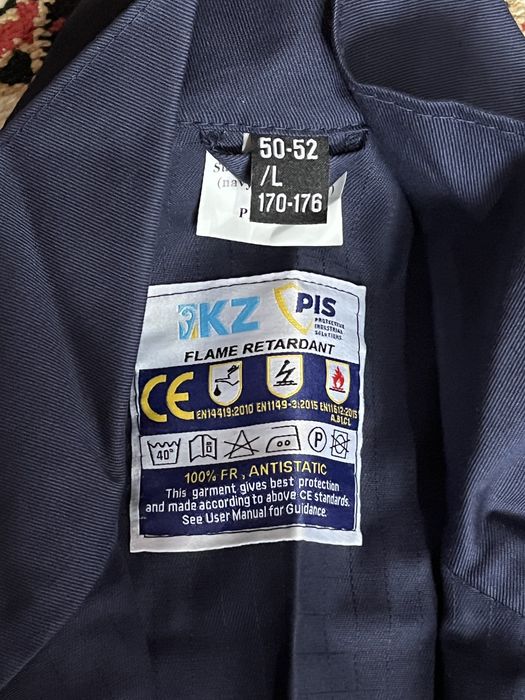 50-52
/L
170-176
(navy
P
KZ
PIS
PROTECTIVE
INDUSTRIAL
SOLUTIONS
FLAME RETARDANT
CE
EN14419:2010 EN1149-3:2015 EN11612:2015
A,B1,C1
40°
P
100% FR , ANTISTATIC
This garment gives best protection
and made according to above CE standards.
See User Manual for Guidance.